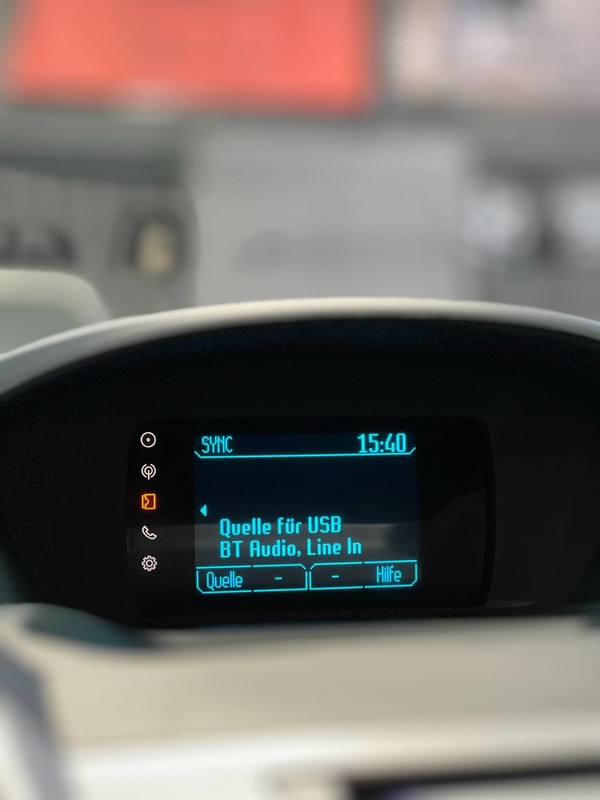 SYNC 15:40
Quelle für USB
BT Audio, Line In
Quelle - - Hilfe